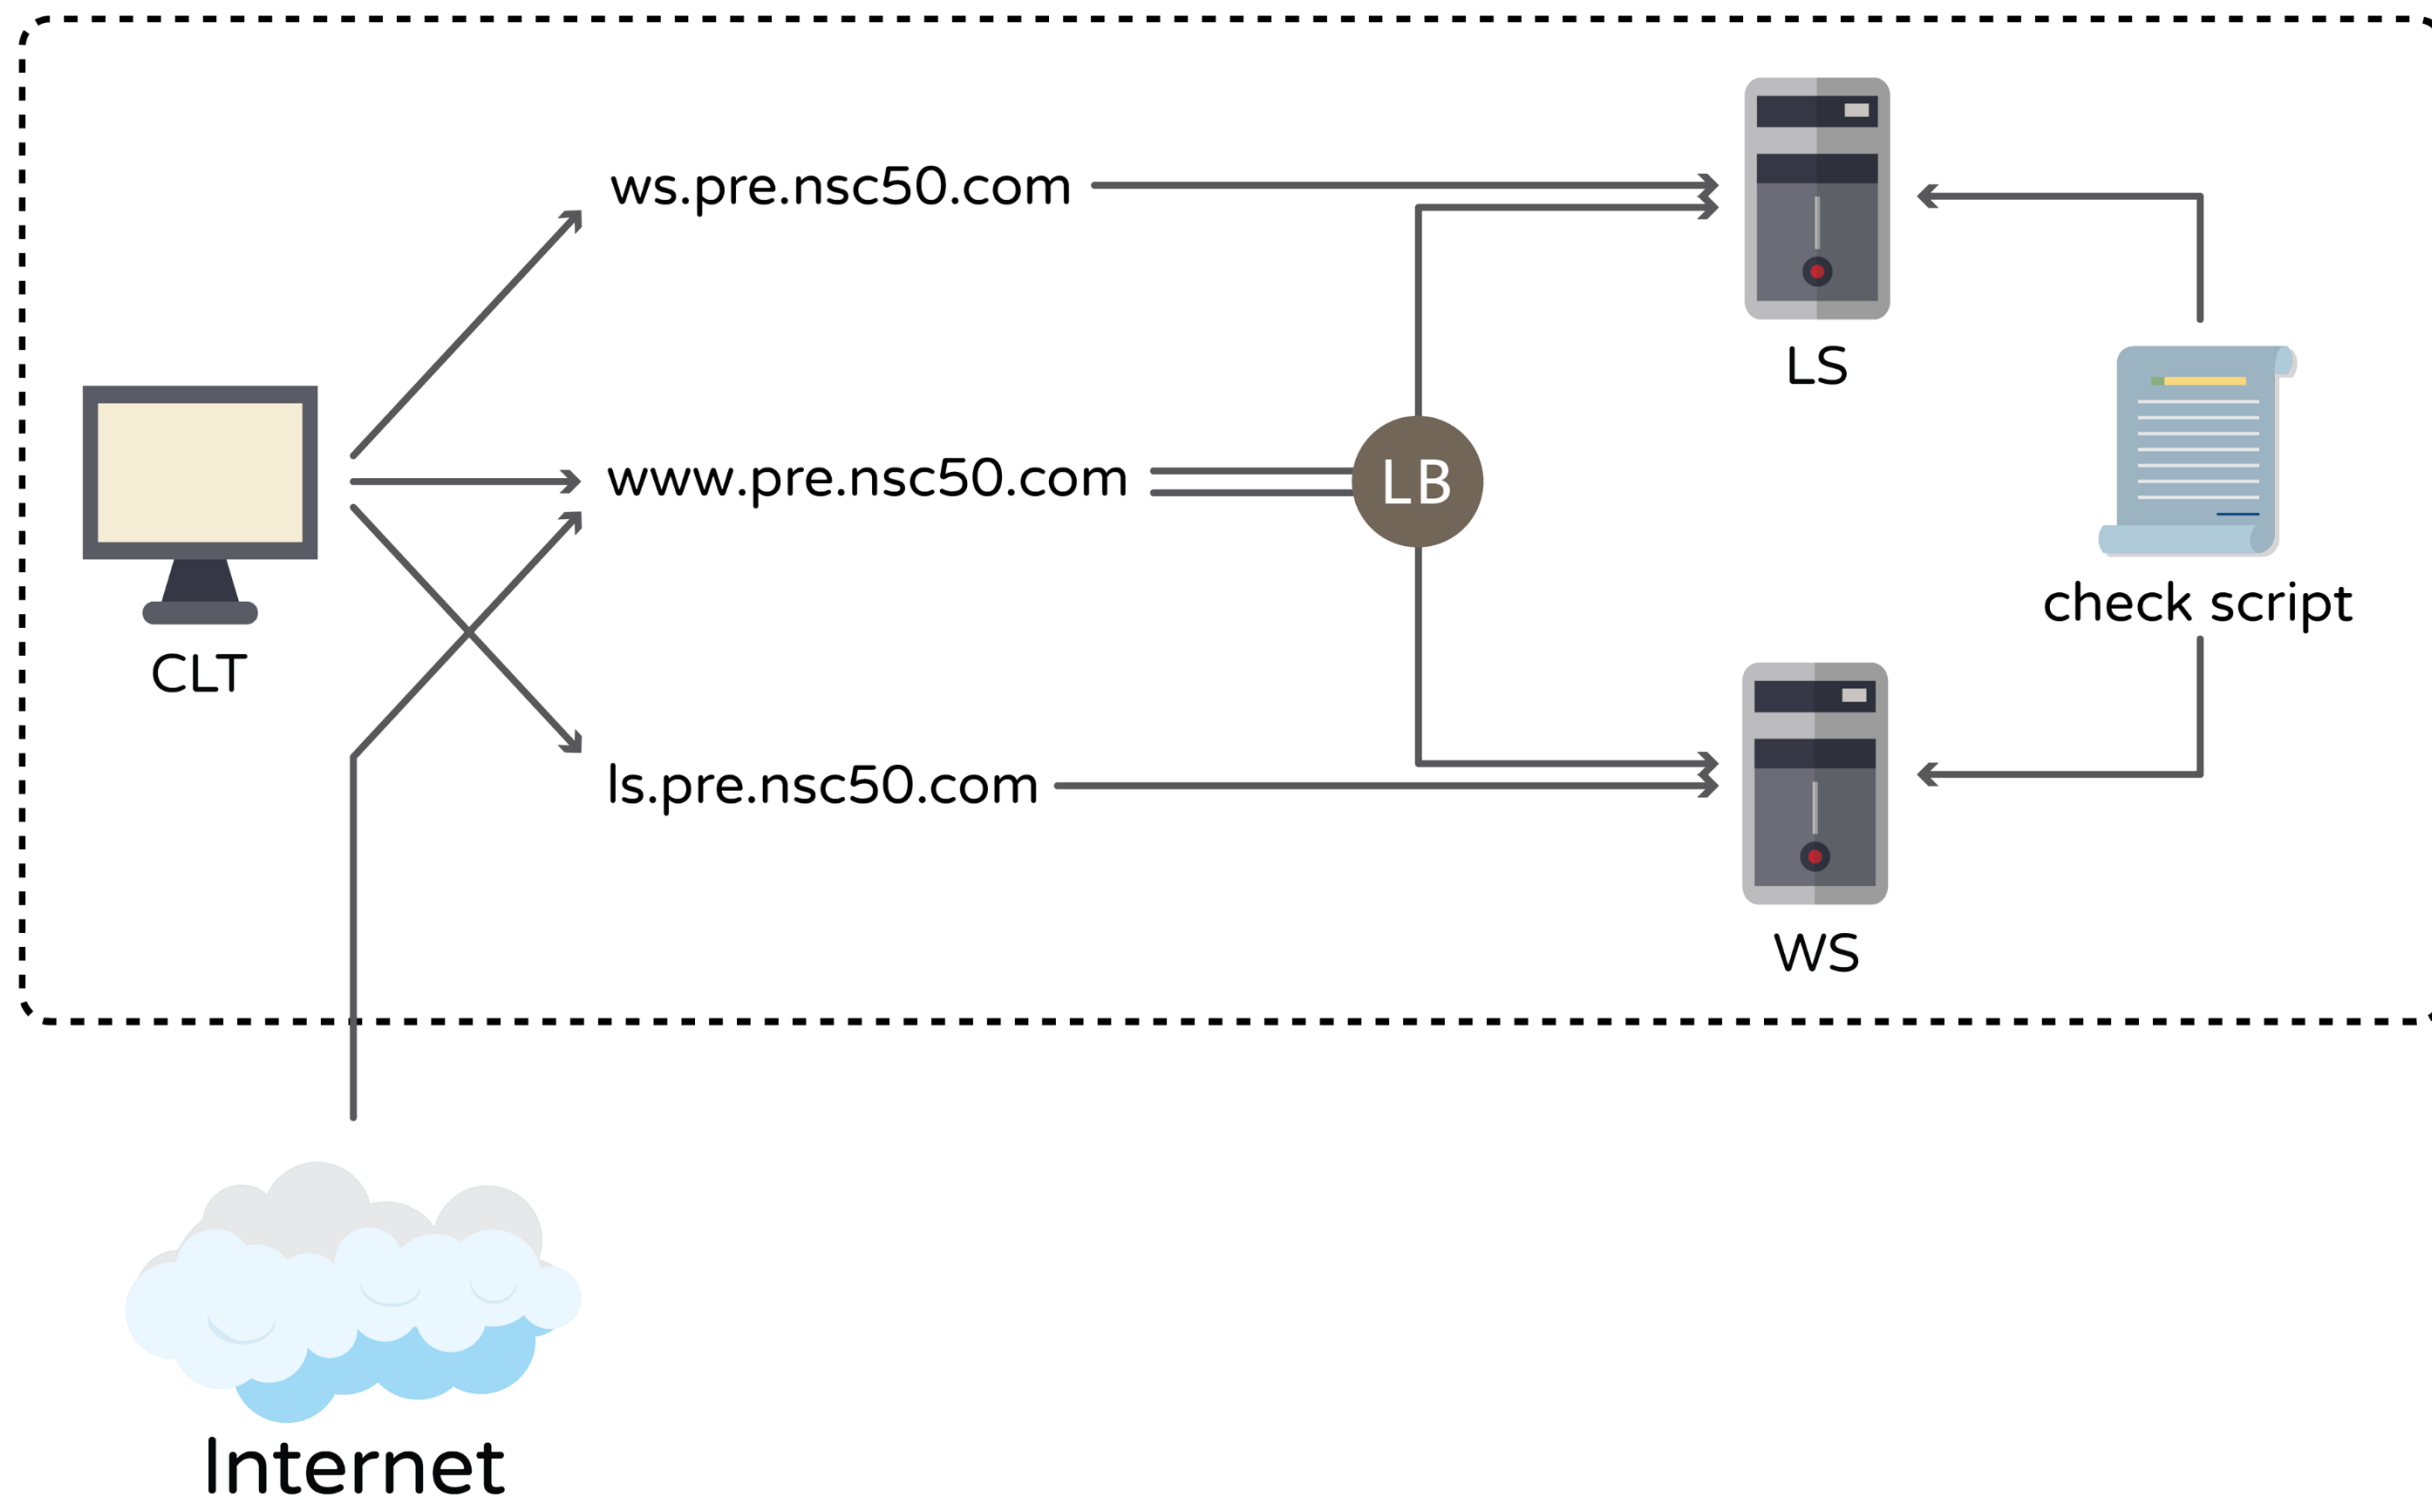 ws.pre.nsc50.com
LS
www.pre.nsc50.com
LB
check script
CLT
ls.pre.nsc50.com
WS
Internet